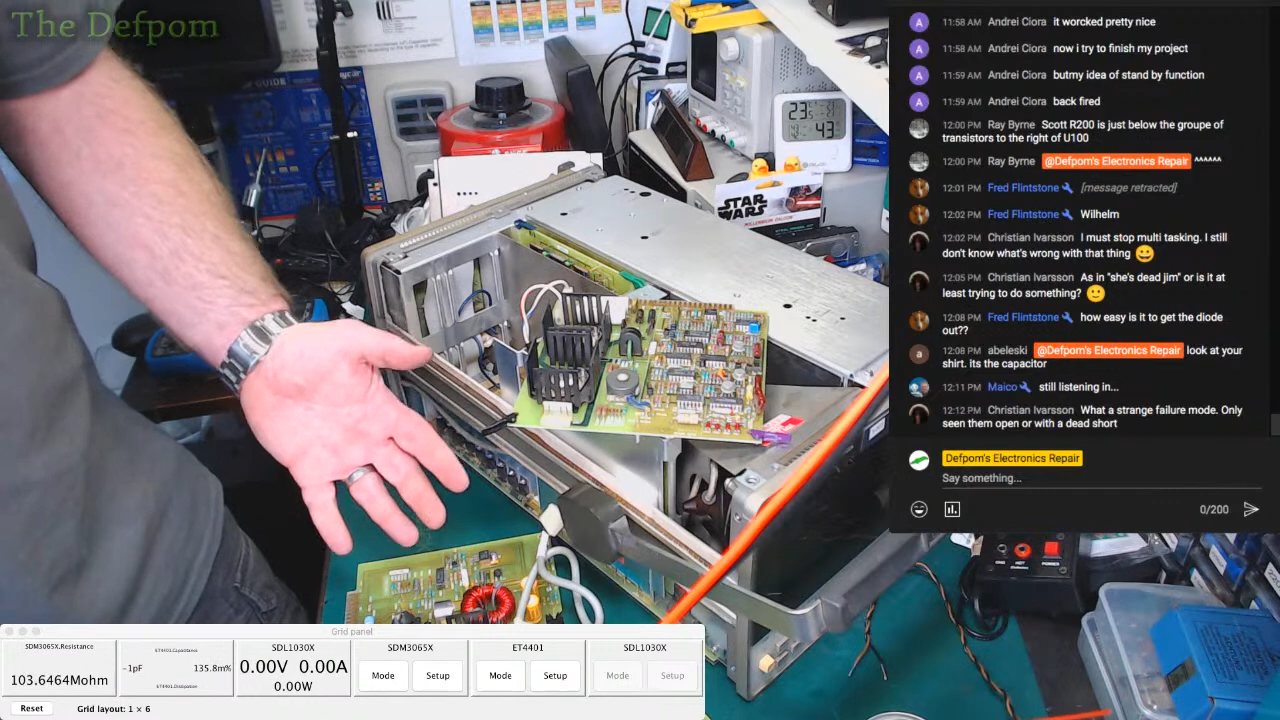 The Defpom
GUIDE
23.5
43
STAR
WARS
11:58 AM Andrei Ciora it worcked pretty nice
11:58 AM Andrei Ciora now i try to finish my project
11:59 AM Andrei Ciora butmy idea of stand by function
11:59 AM Andrei Ciora back fired
12:00 PM Ray Byrne Scott R200 is just below the groupe of
transistors to the right of U100
12:00 PM Ray Byrne @Defpom's Electronics Repair ^^^^^^
12:01 PM Fred Flintstone [message retracted]
12:02 PM Fred Flintstone Wilhelm
12:02 PM Christian Ivarsson I must stop multi tasking. I still
don't know what's wrong with that thing
12:05 PM Christian Ivarsson As in "she's dead jim" or is it at
least trying to do something?
12:08 PM Fred Flintstone how easy is it to get the diode
out??
12:08 PM abeleski @Defpom's Electronics Repair look at your
shirt. its the capacitor
12:11 PM Maico still listening in...
12:12 PM Christian Ivarsson What a strange failure mode. Only
seen them open or with a dead short
Defpom's Electronics Repair
Say something...
0/200
POWER
Grid panel
SDM3065X.Resistance
103.6464Mohm
ET4401.Capacitance
-1pF 135.8m%
ET4401.Dissipation
SDL1030X
0.00V 0.00A
0.00W
SDM3065X
Mode Setup
ET4401
Mode Setup
SDL1030X
Mode Setup
Reset Grid layout: 1 × 6